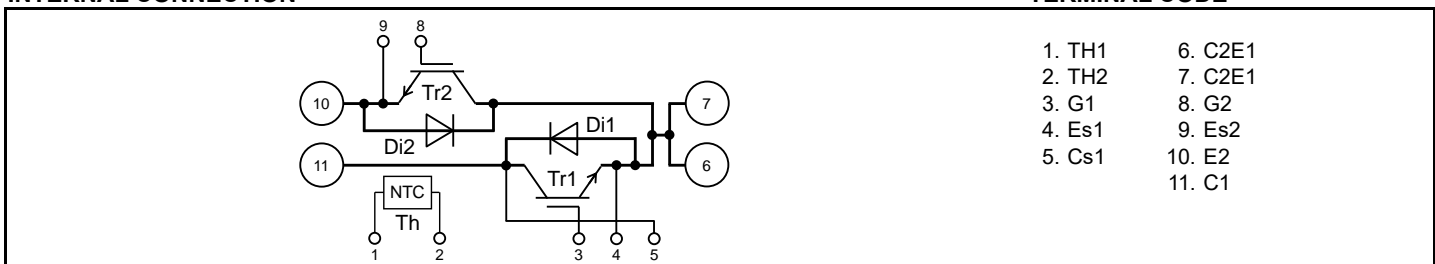 INTERNAL CONNECTION
TERMINAL CODE
9
8
Tr2
10
7
Di2
Di1
11
6
Tr1
NTC
Th
1
2
3
4
5
1. TH1
2. TH2
3. G1
4. Es1
5. Cs1
6. C2E1
7. C2E1
8. G2
9. Es2
10. E2
11. C1